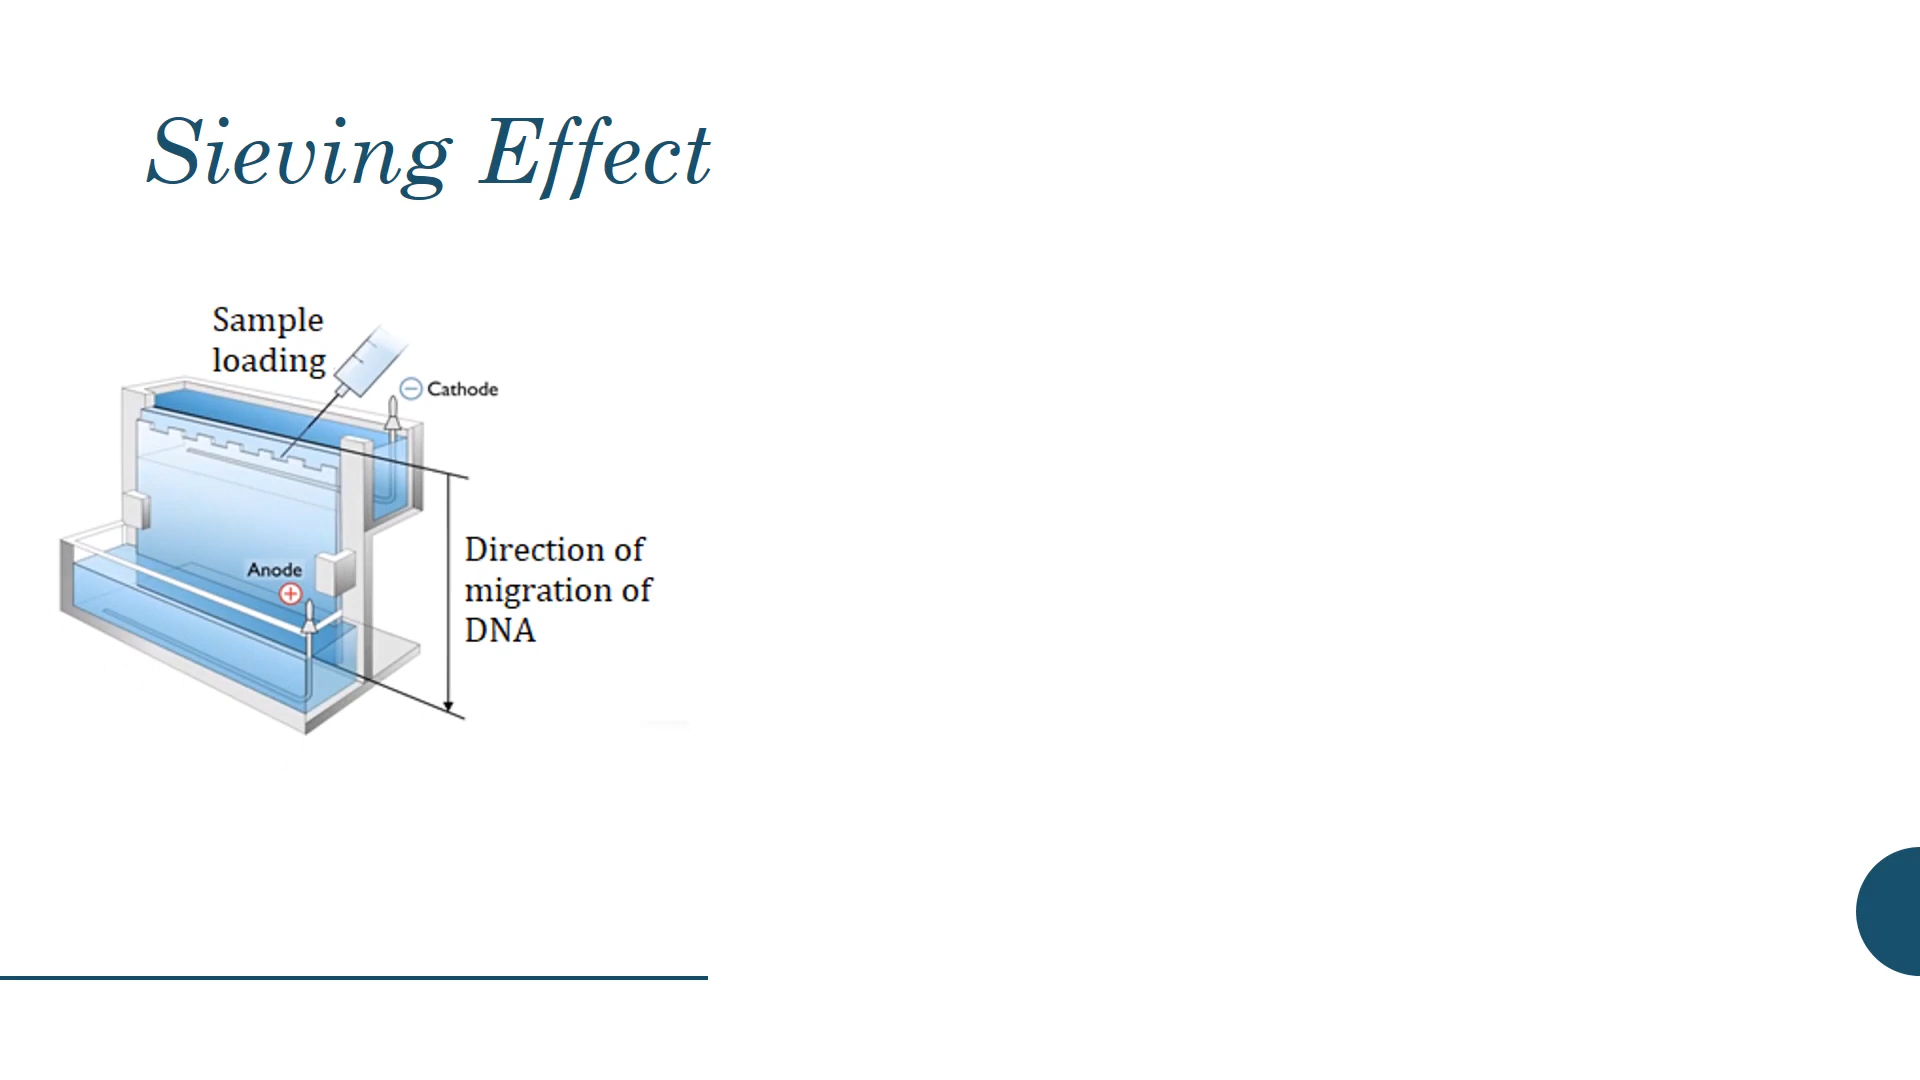 Sieving Effect
Sample
loading
Cathode
Direction of
migration of
DNA
Anode